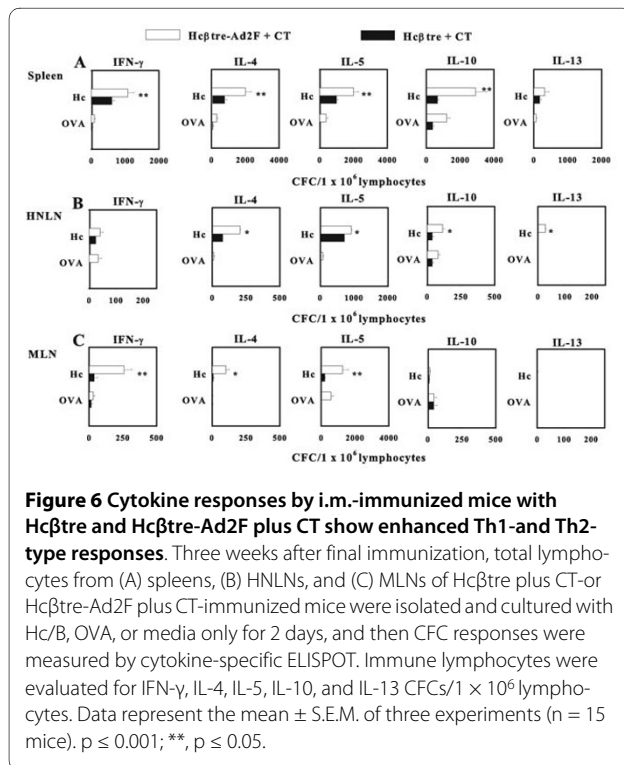 Hcβtre-Ad2F + CT Hcβtre + CT
Spleen A IFN-γ IL-4 IL-5 IL-10 IL-13
Hc ** ** ** **
OVA
0 1000 2000 0 2000 4000 0 2000 4000 0 2000 4000 0 1000 2000
CFC/1 x 10⁶ lymphocytes
HNLN B IFN-γ IL-4 IL-5 IL-10 IL-13
Hc * * * *
OVA
0 100 200 0 250 500 0 1000 2000 0 250 500 0 100 200
CFC/1 x 10⁶ lymphocytes
MLN C IFN-γ IL-4 IL-5 IL-10 IL-13
Hc ** * **
OVA
0 250 500 0 250 500 0 2000 4000 0 250 500 0 100 200
CFC/1 x 10⁶ lymphocytes
Figure 6 Cytokine responses by i.m.-immunized mice with
Hcβtre and Hcβtre-Ad2F plus CT show enhanced Th1-and Th2-
type responses. Three weeks after final immunization, total lympho-
cytes from (A) spleens, (B) HNLNs, and (C) MLNs of Hcβtre plus CT-or
Hcβtre-Ad2F plus CT-immunized mice were isolated and cultured with
Hc/B, OVA, or media only for 2 days, and then CFC responses were
measured by cytokine-specific ELISPOT. Immune lymphocytes were
evaluated for IFN-γ, IL-4, IL-5, IL-10, and IL-13 CFCs/1 × 10⁶ lympho-
cytes. Data represent the mean ± S.E.M. of three experiments (n = 15
mice). p ≤ 0.001; **, p ≤ 0.05.